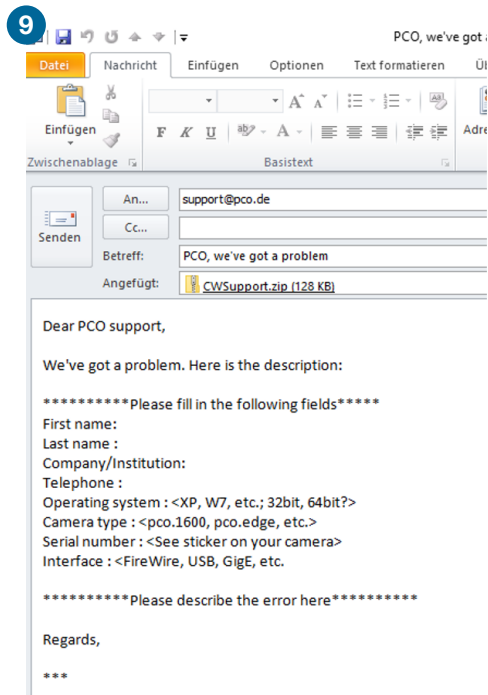 9
PCO, we've got
Datei Nachricht Einfügen Optionen Text formatieren
Einfügen
F K U ab A Aa
Zwischenablage Basistext
An... support@pco.de
Senden
Cc...
Betreff: PCO, we've got a problem
Angefügt: CWSupport.zip (128 KB)
Dear PCO support,
We've got a problem. Here is the description:
**********Please fill in the following fields*****
First name:
Last name :
Company/Institution:
Telephone :
Operating system : <XP, W7, etc.; 32bit, 64bit?>
Camera type : <pco.1600, pco.edge, etc.>
Serial number : <See sticker on your camera>
Interface : <FireWire, USB, GigE, etc.
**********Please describe the error here**********
Regards,
***